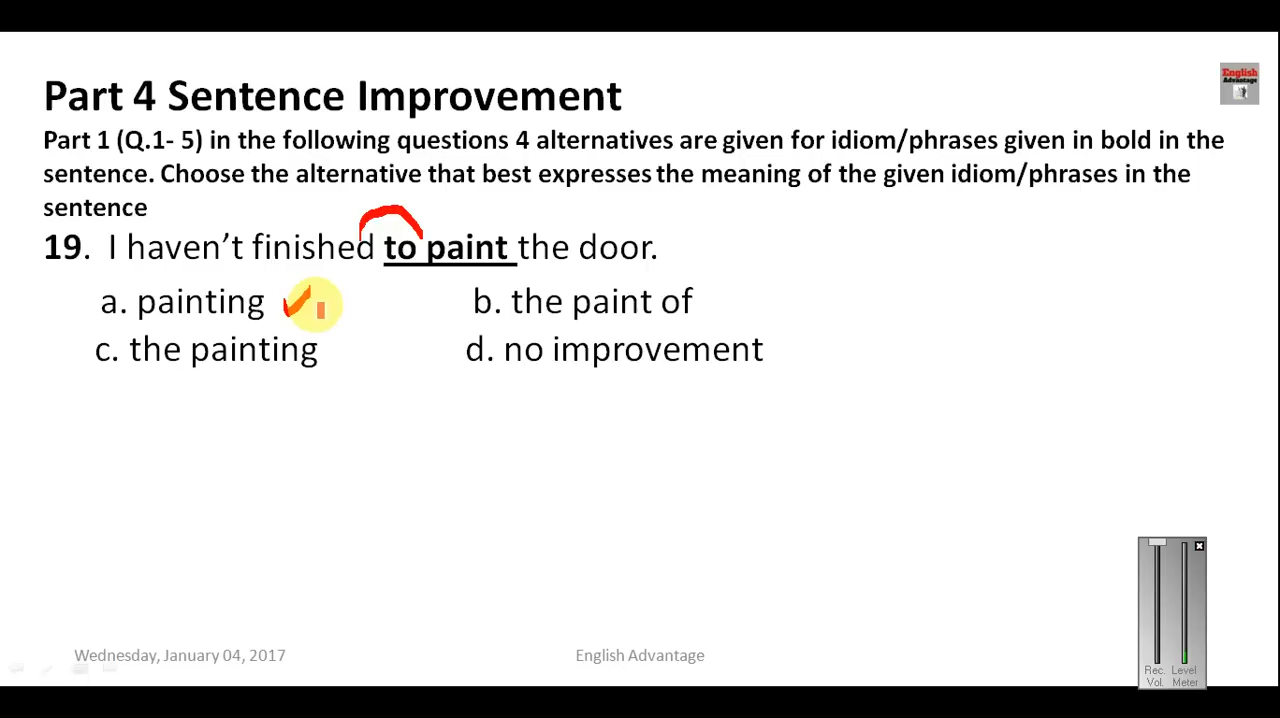 Part 4 Sentence Improvement
English
Advantage
Part 1 (Q.1- 5) in the following questions 4 alternatives are given for idiom/phrases given in bold in the
sentence. Choose the alternative that best expresses the meaning of the given idiom/phrases in the
sentence
19. I haven’t finished to paint the door.
a. painting b. the paint of
c. the painting d. no improvement
Rec. Level
Vol. Meter
Wednesday, January 04, 2017 English Advantage